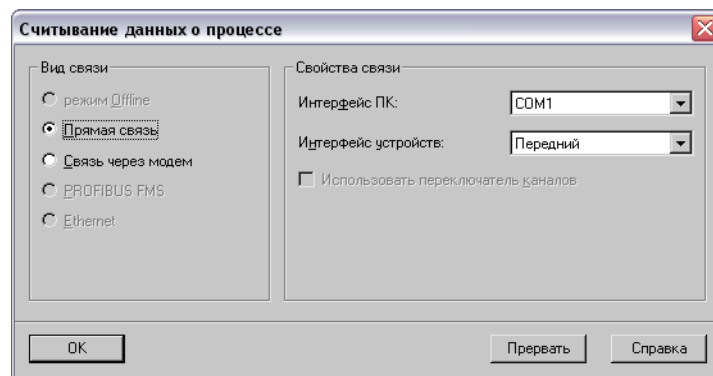 Считывание данных о процессе
Вид связи
режим Offline
Прямая связь
Связь через модем
PROFIBUS FMS
Ethernet
Свойства связи
Интерфейс ПК:
COM1
Интерфейс устройств:
Передний
Использовать переключатель каналов
OK
Прервать
Справка